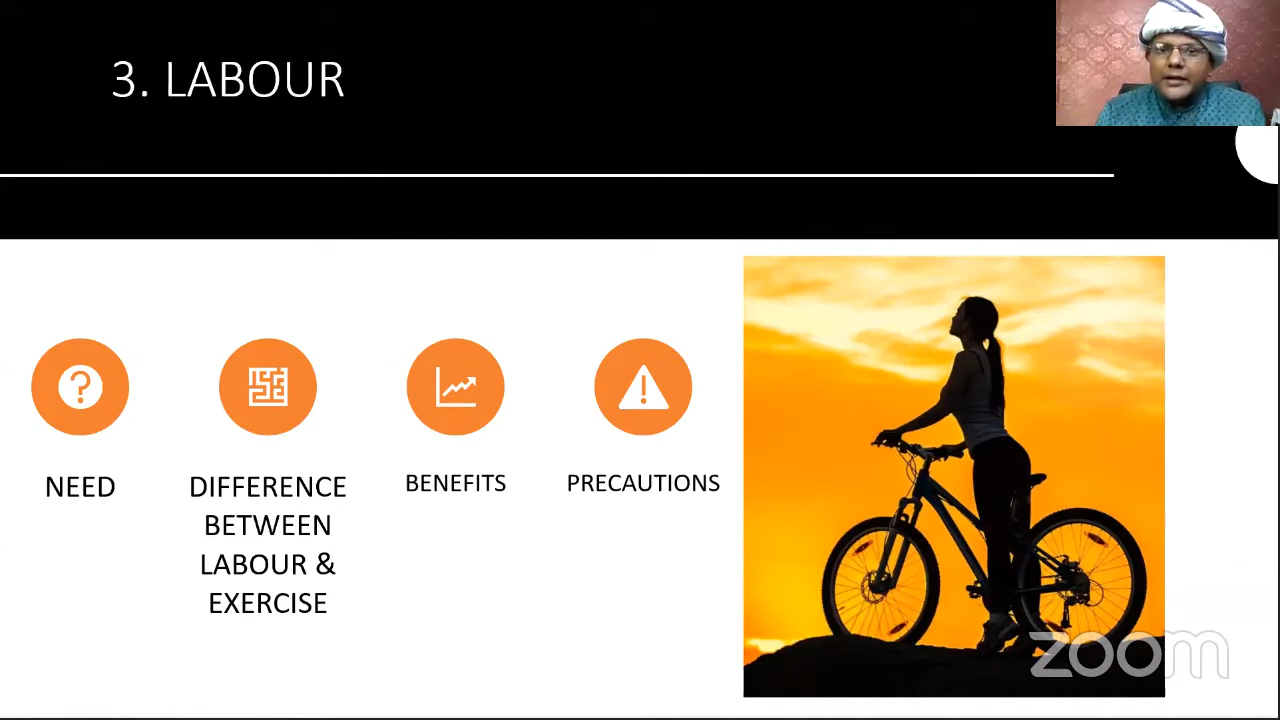 3. LABOUR
NEED
DIFFERENCE
BETWEEN
LABOUR &
EXERCISE
BENEFITS
PRECAUTIONS
zoom